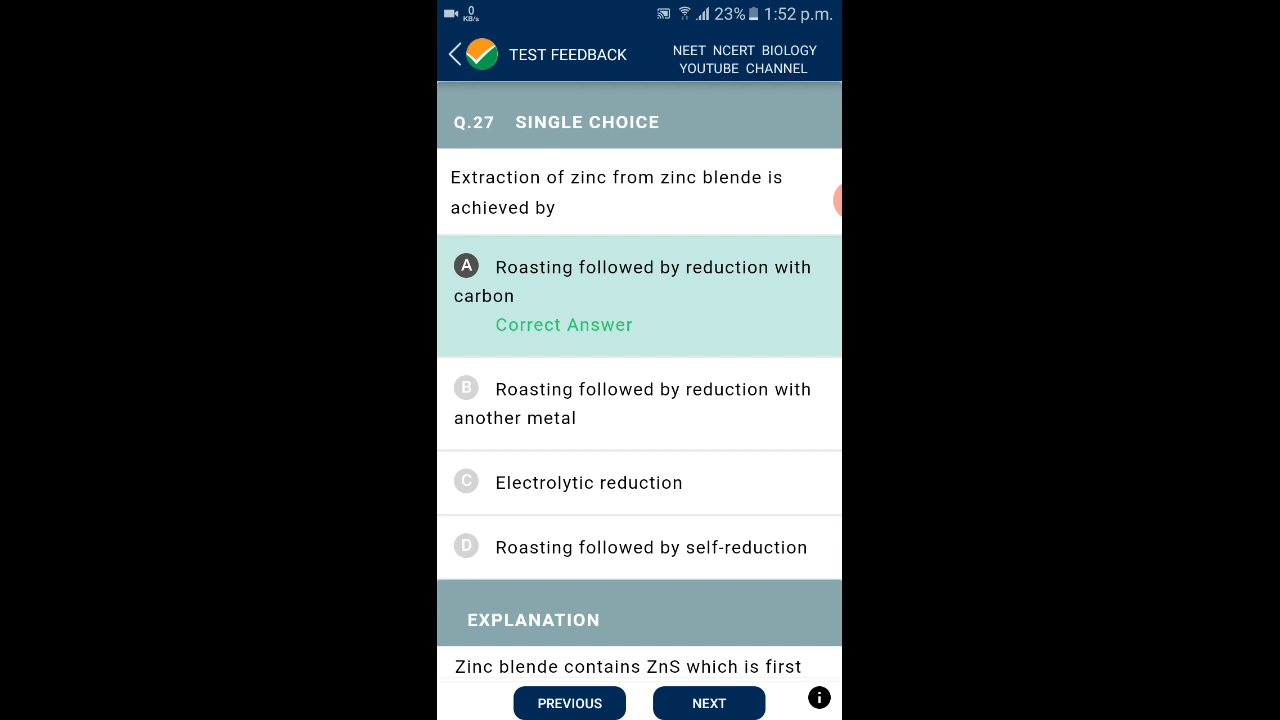 0
KB/s
23% 1:52 p.m.
TEST FEEDBACK
NEET NCERT BIOLOGY
YOUTUBE CHANNEL
Q.27 SINGLE CHOICE
Extraction of zinc from zinc blende is
achieved by
A Roasting followed by reduction with
carbon
Correct Answer
B Roasting followed by reduction with
another metal
C Electrolytic reduction
D Roasting followed by self-reduction
EXPLANATION
Zinc blende contains ZnS which is first
PREVIOUS NEXT i